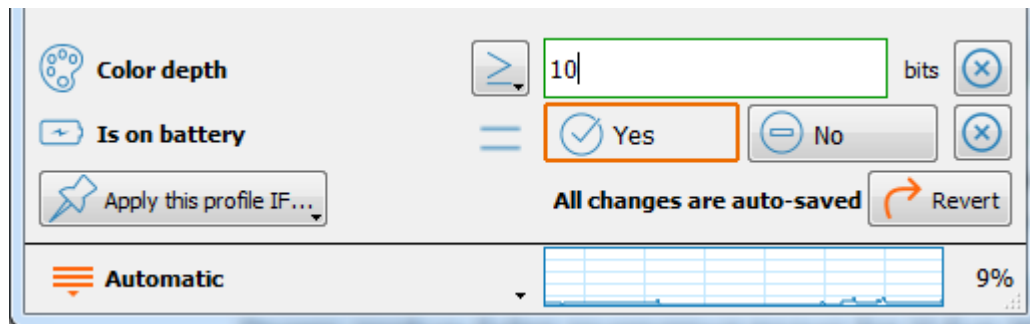 Color depth ≥ 10 bits
Is on battery = Yes No
Apply this profile IF... All changes are auto-saved Revert
Automatic 9%